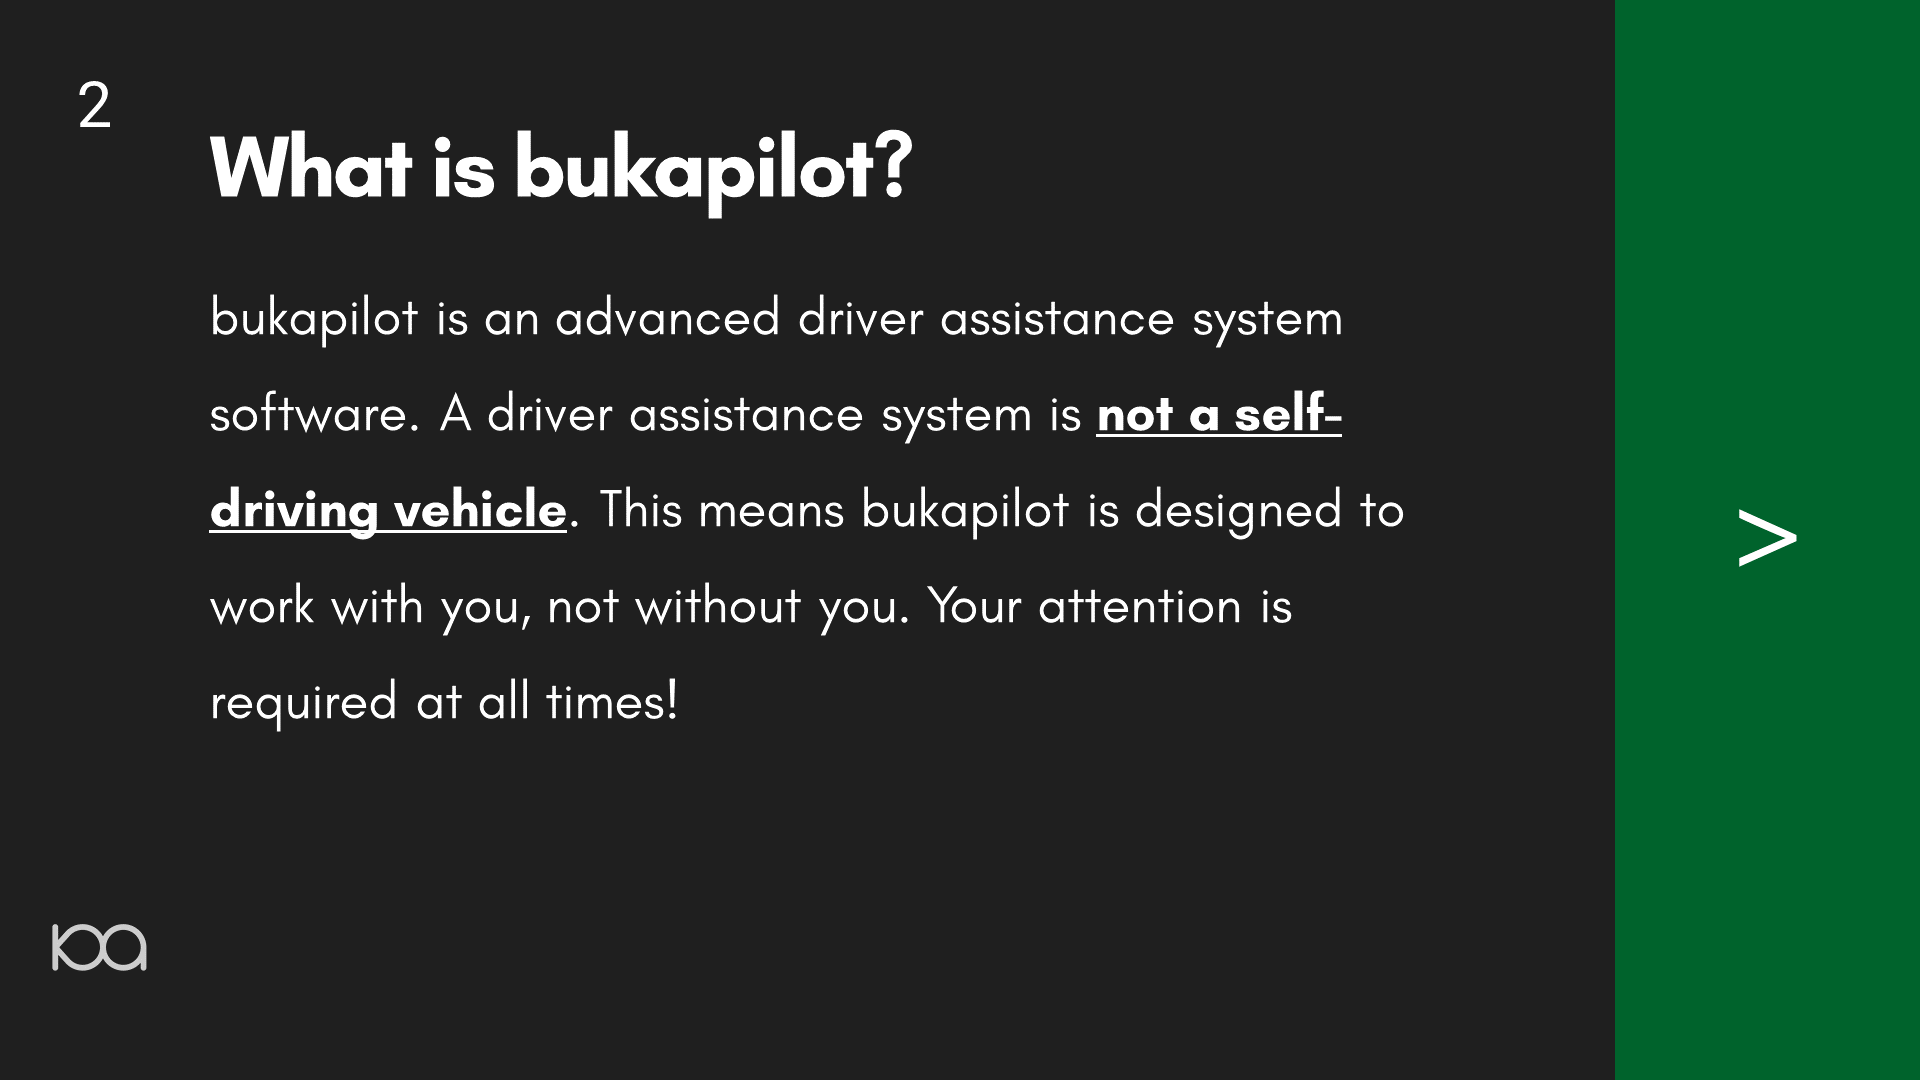 2
What is bukapilot?
bukapilot is an advanced driver assistance system
software. A driver assistance system is not a self-
driving vehicle. This means bukapilot is designed to
work with you, not without you. Your attention is
required at all times!
>